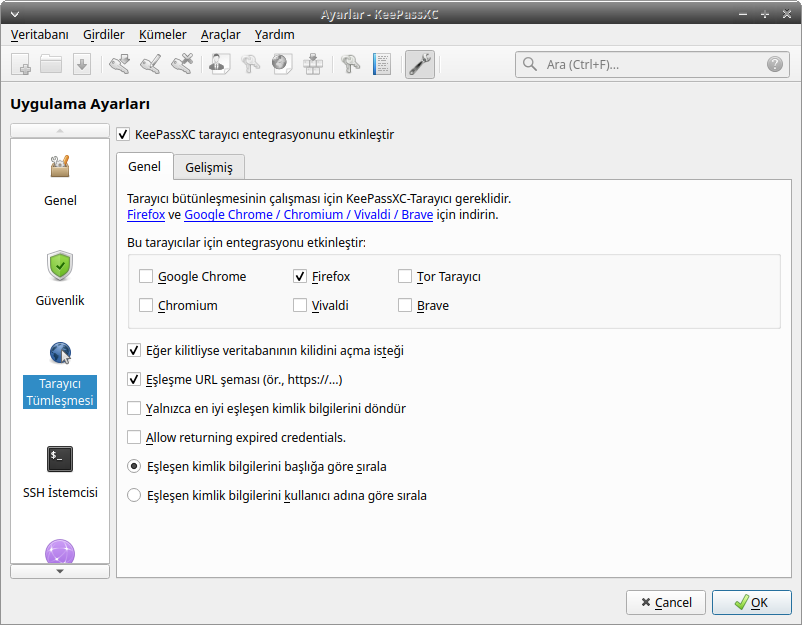 Ayarlar - KeePassXC
Veritabanı Girdiler Kümeler Araçlar Yardım
Ara (Ctrl+F)...
Uygulama Ayarları
Genel
Güvenlik
Tarayıcı
Tümleşmesi
$_
SSH İstemcisi
KeePassXC tarayıcı entegrasyonunu etkinleştir
Genel Gelişmiş
Tarayıcı bütünleşmesinin çalışması için KeePassXC-Tarayıcı gereklidir.
Firefox ve Google Chrome / Chromium / Vivaldi / Brave için indirin.
Bu tarayıcılar için entegrasyonu etkinleştir:
Google Chrome Firefox Tor Tarayıcı
Chromium Vivaldi Brave
Eğer kilitliyse veritabanının kilidini açma isteği
Eşleşme URL şeması (ör., https://...)
Yalnızca en iyi eşleşen kimlik bilgilerini döndür
Allow returning expired credentials.
Eşleşen kimlik bilgilerini başlığa göre sırala
Eşleşen kimlik bilgilerini kullanıcı adına göre sırala
Cancel OK